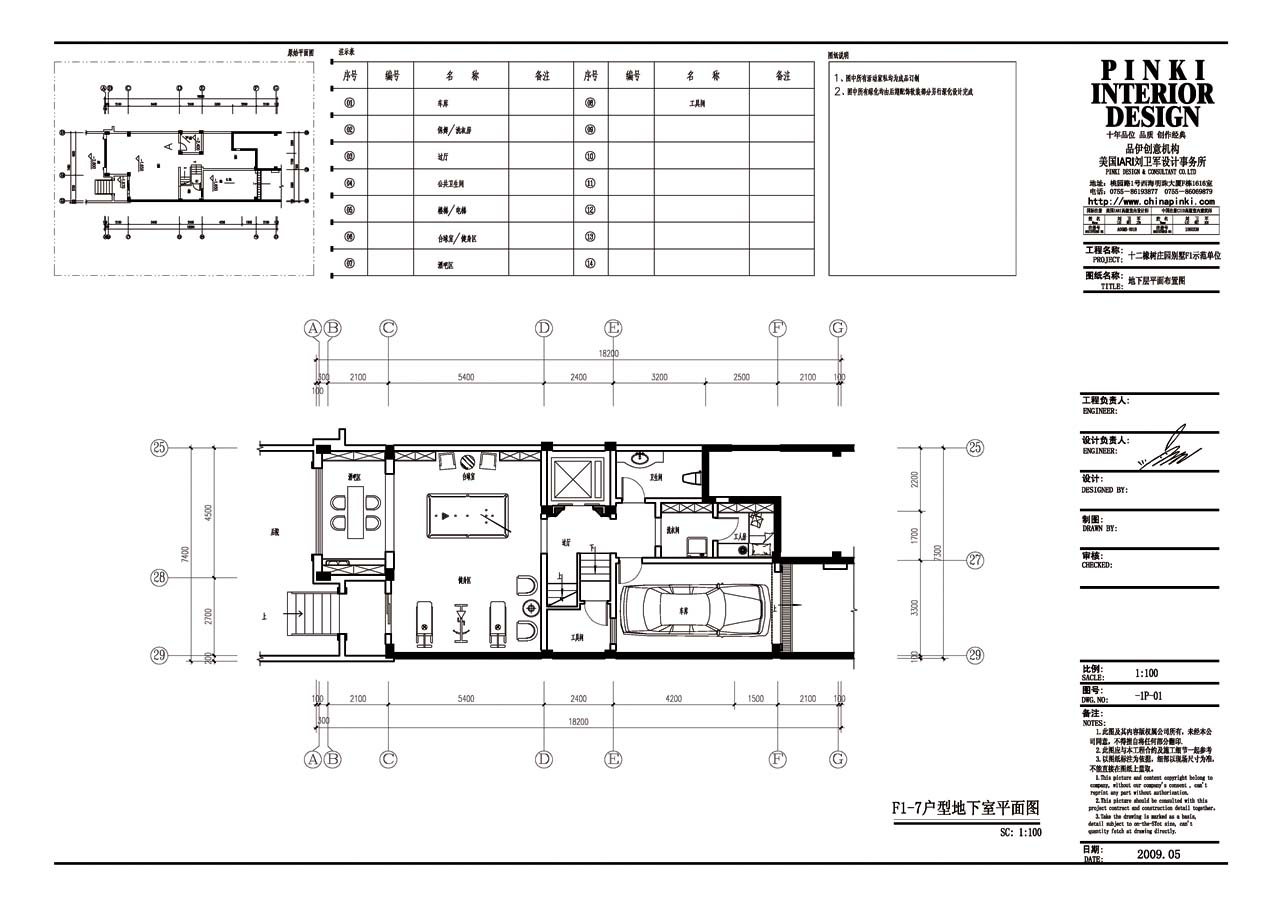 原始平面图
图示表
序号 编号 名 称 备注 序号 编号 名 称 备注
01 车库 08 工具间
02 保姆/洗衣房 09
03 过厅 10
04 公共卫生间 11
05 楼梯/电梯 12
06 台球室/健身区 13
07 酒吧区 14
图纸说明
1、图中所有活动家私均为成品订制
2、图中所有绿化均由后期配饰软装部分另行深化设计完成
PINKI
INTERIOR
DESIGN
十年品位 品质 创作经典
品伊创意机构
美国IARI刘卫军设计事务所
PINKI DESIGN & CONSULTANT CO.LTD
地址: 桃园路1号西海明珠大厦F栋1616室
电话: 0755-86193877 0755-86069879
http://www.chinapinki.com
工程名称: 十二橡树庄园别墅F1示范单位
PROJECT:
图纸名称: 地下层平面布置图
TITLE:
工程负责人:
ENGINEER:
设计负责人:
ENGINEER:
设计:
DESIGNED BY:
制图:
DRAWN BY:
审核:
CHECKED:
比例:
SACLE: 1:100
图号:
DWG.NO: -1P-01
备注:
NOTES:
1.此图及其内容版权属公司所有,未经本公
司同意,不得擅自将任何部分翻印.
2.此图应与本工程合约及施工细节一起参考
3.以图纸标注为依据,细部以现场尺寸为准,
不能直接在图纸上量取。
1.This picture and content copyright belong to
company, without our company's consent , can't
reprint any part without authorisation.
2.This picture should be consulted with this
project contract and construction detail together.
3.Take the drawing is marked as a basis,
detail subject to on-the-STot size, can't
quantity fetch at drawing directly.
日期:
DATE: 2009.05
A B C D E F G
18200
300 2100 5400 2400 3200 2500 2100 100
100
25 25
酒吧区 台球室 卫生间
4500 2200
后院 过厅 洗衣间 工人房
7400 1700 7300
下
28 27
健身区 上
2700 车库 3300
上 上
工具间
29 29
200 100
100 2100 5400 2400 4200 1500 2100 100
300 18200
A B C D E F G
F1-7户型地下室平面图
SC: 1:100